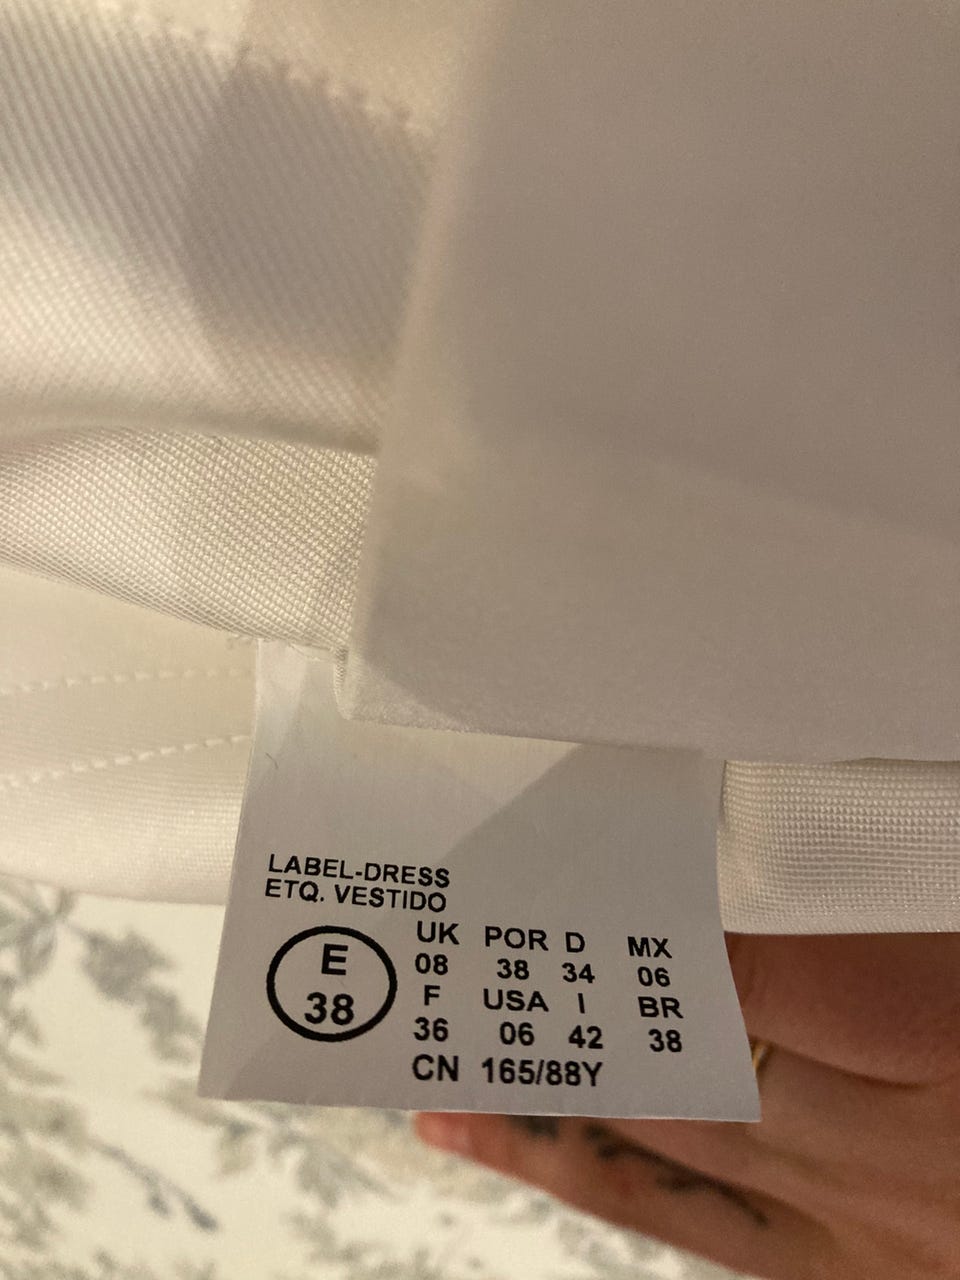 LABEL-DRESS
ETQ. VESTIDO
E
38
UK POR D MX
08 38 34 06
F USA I BR
36 06 42 38
CN 165/88Y